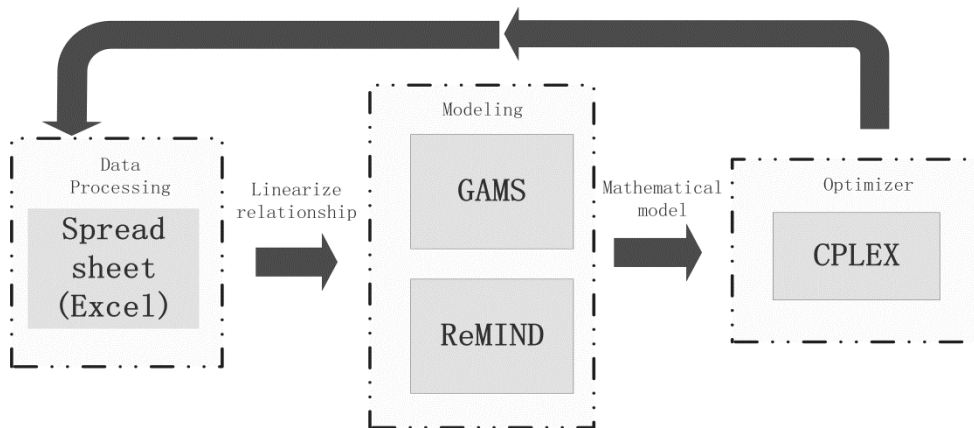 Data
Processing
Spread
sheet
(Excel)
Linearize
relationship
Modeling
GAMS
ReMIND
Mathematical
model
Optimizer
CPLEX